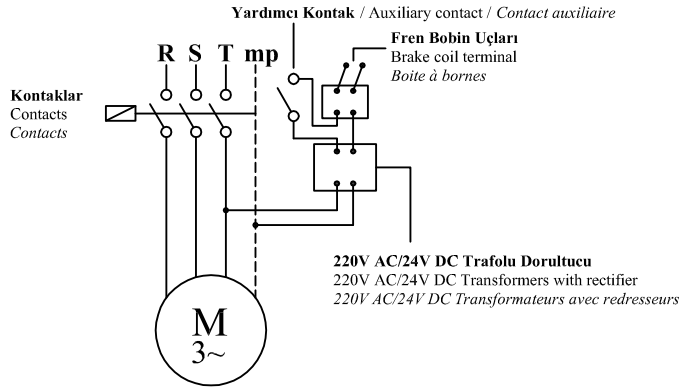 Yardımcı Kontak / Auxiliary contact / Contact auxiliaire
Fren Bobin Uçları
Brake coil terminal
Boite à bornes
R S T mp
Kontaklar
Contacts
Contacts
220V AC/24V DC Trafolu Dorultucu
220V AC/24V DC Transformers with rectifier
220V AC/24V DC Transformateurs avec redresseurs
M
3~